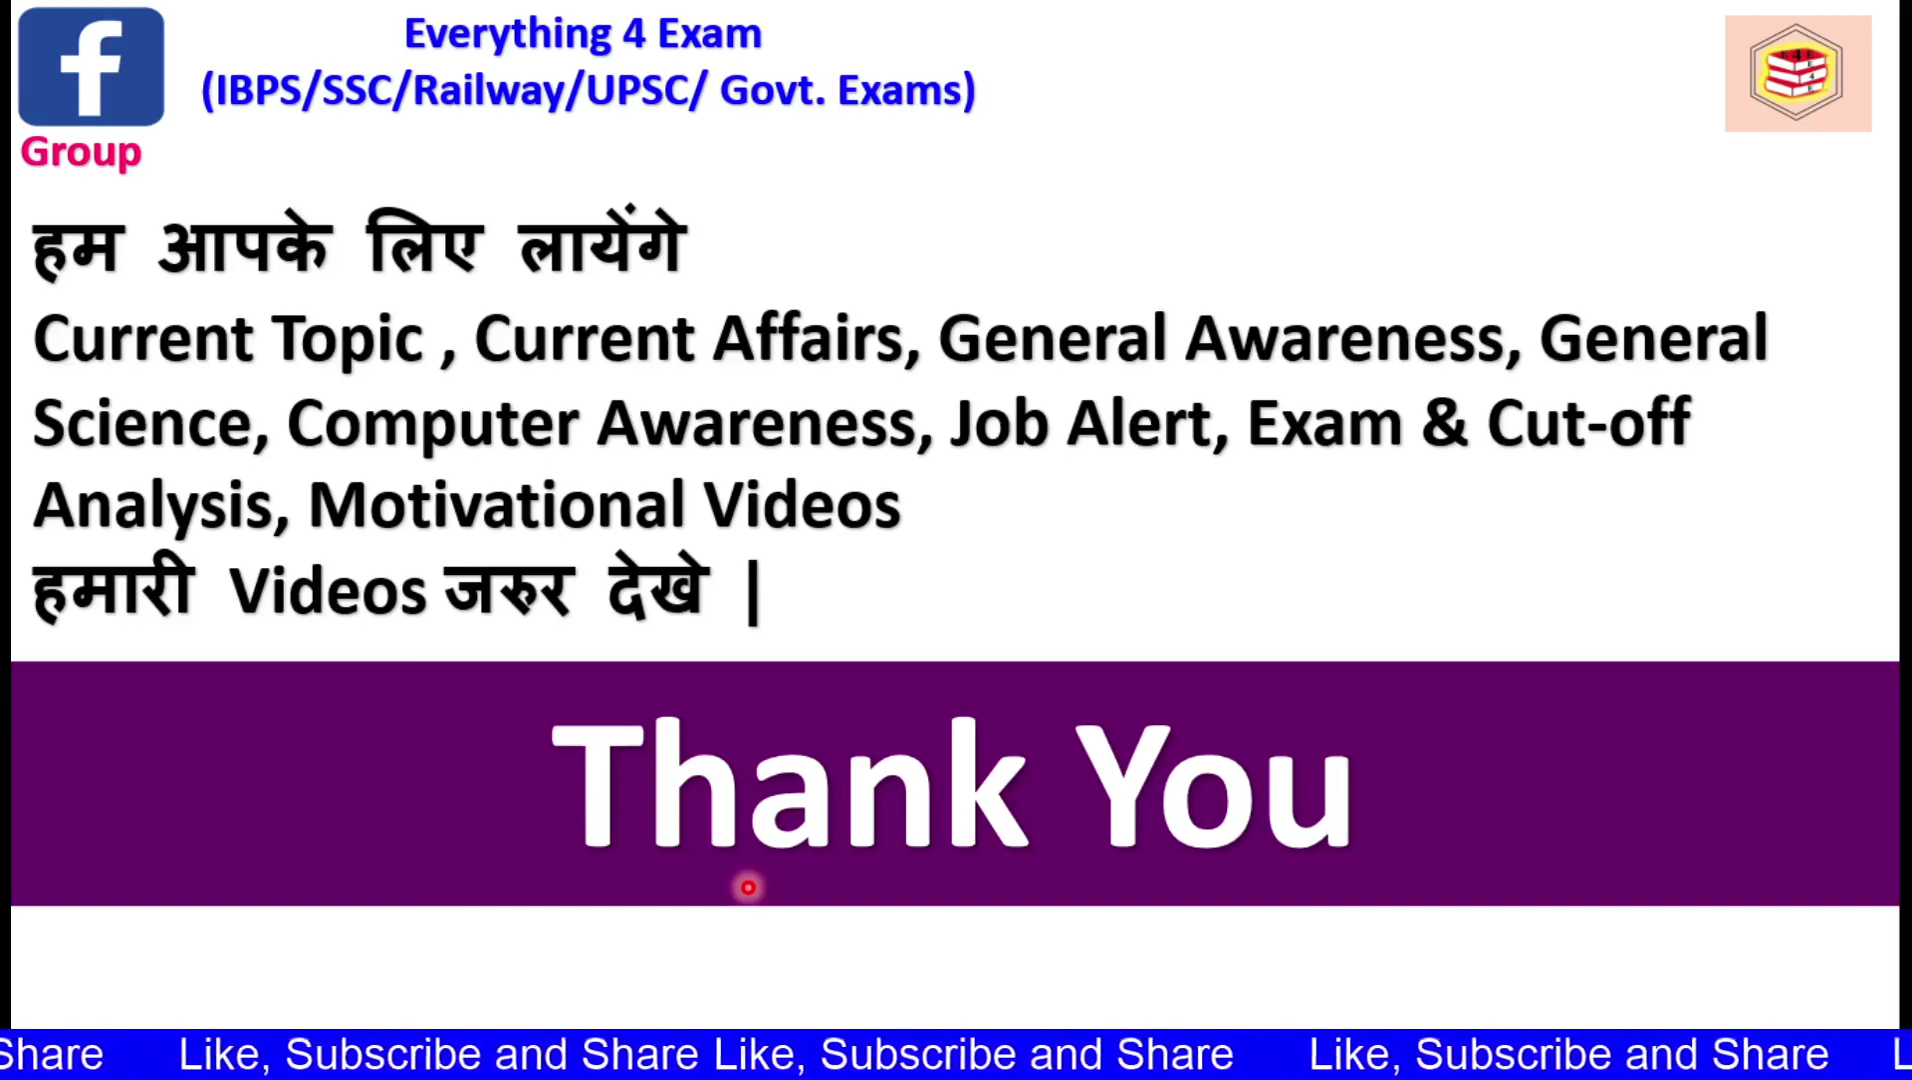 Everything 4 Exam
(IBPS/SSC/Railway/UPSC/ Govt. Exams)
Group
हम आपके लिए लायेंगे
Current Topic , Current Affairs, General Awareness, General
Science, Computer Awareness, Job Alert, Exam & Cut-off
Analysis, Motivational Videos
हमारी Videos जरुर देखे |
Thank You
Share Like, Subscribe and Share Like, Subscribe and Share Like, Subscribe and Share L